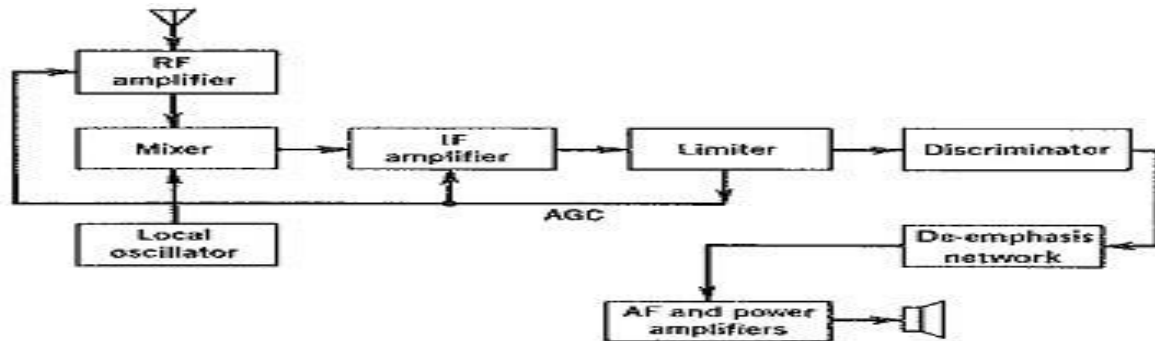 RF
amplifier
Mixer
IF
amplifier
Limiter
Discriminator
AGC
Local
oscillator
De-emphasis
network
AF and power
amplifiers